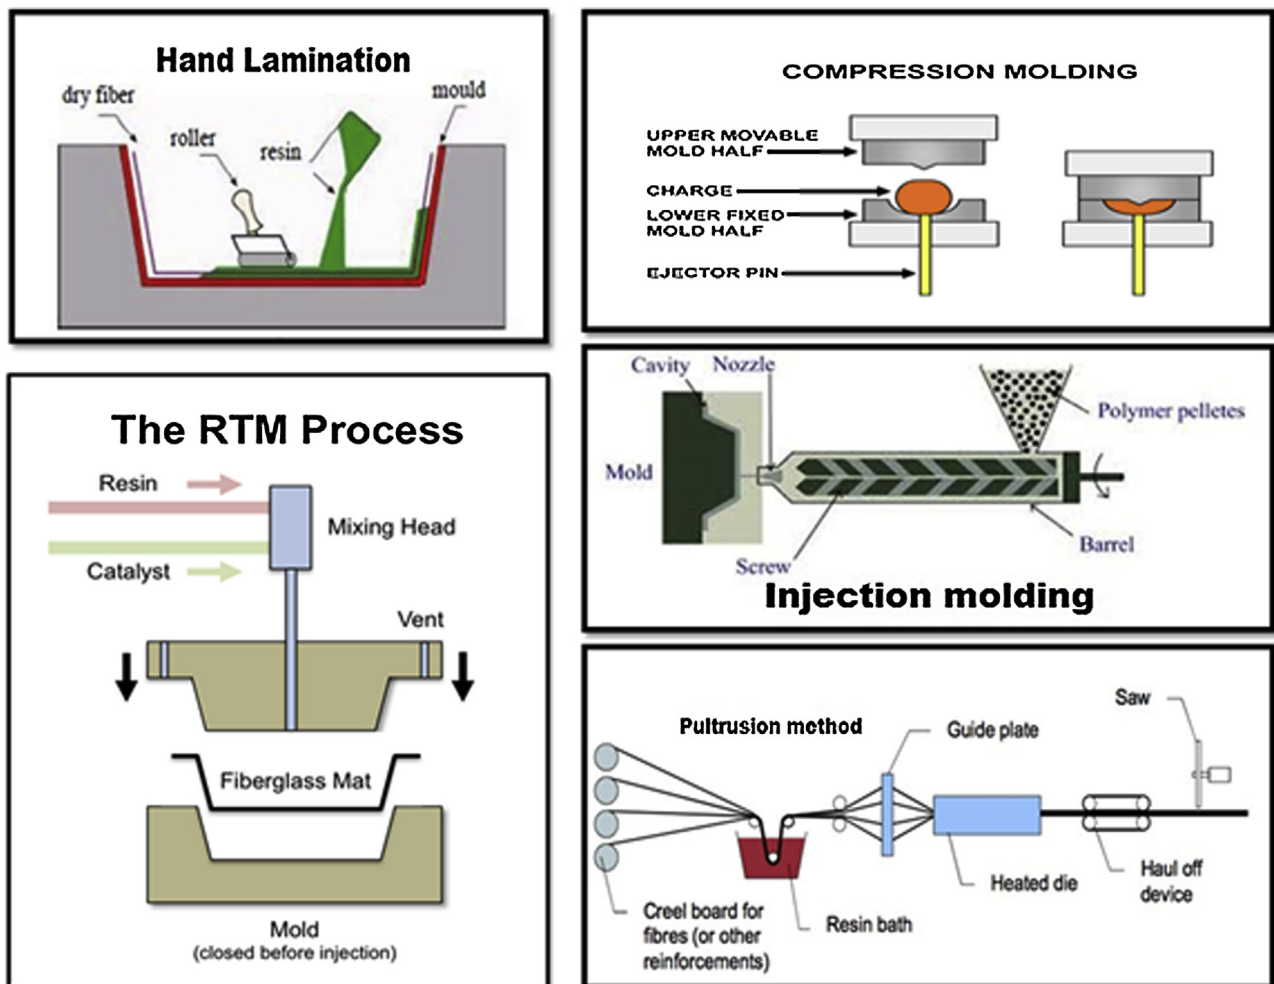 Hand Lamination
dry fiber
mould
roller
resin
COMPRESSION MOLDING
UPPER MOVABLE
MOLD HALF
CHARGE
LOWER FIXED
MOLD HALF
EJECTOR PIN
The RTM Process
Resin
Mixing Head
Catalyst
Vent
Fiberglass Mat
Mold
(closed before injection)
Cavity
Nozzle
Polymer pelletes
Mold
Barrel
Screw
Injection molding
Saw
Pultrusion method
Guide plate
Heated die
Haul off
device
Creel board for
fibres (or other
reinforcements)
Resin bath